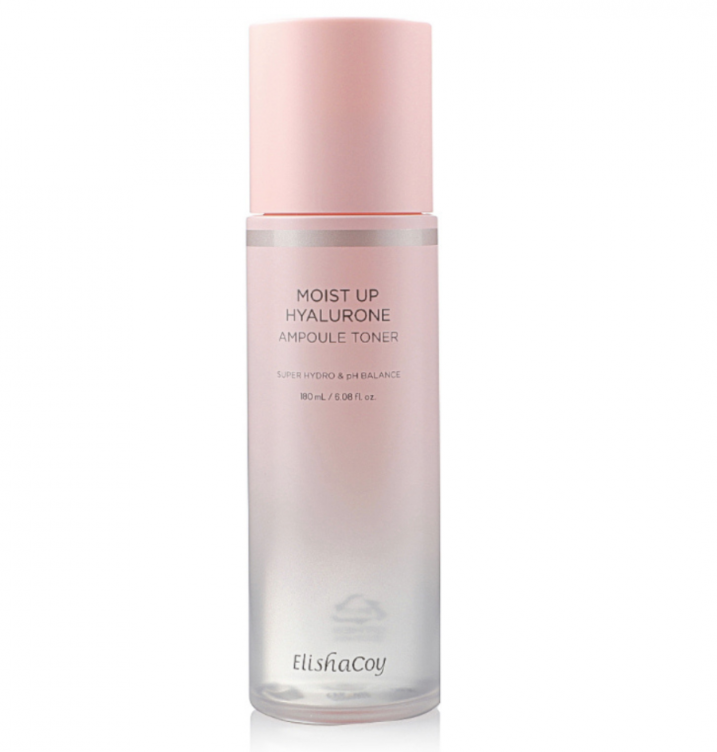 MOIST UP
HYALURONE
AMPOULE TONER
SUPER HYDRO & pH BALANCE
180 mL / 6.08 fl. oz.
ElishaCoy